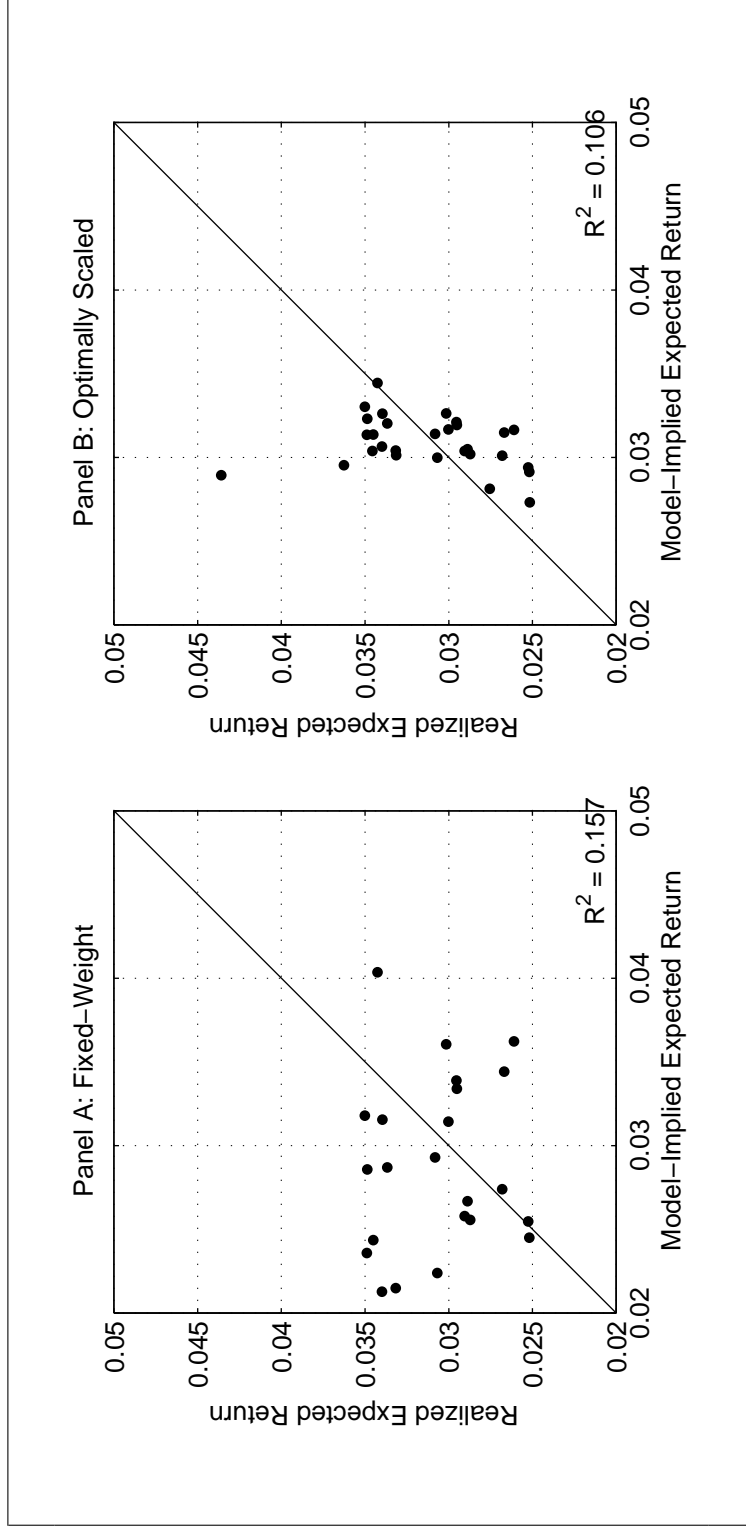 Panel B: Optimally Scaled
0.05
0.045
0.04
0.035
0.03
0.025
0.02
Realized Expected Return
0.02
0.03
0.04
0.05
Model−Implied Expected Return
R² = 0.106
Panel A: Fixed−Weight
0.05
0.045
0.04
0.035
0.03
0.025
0.02
Realized Expected Return
0.02
0.03
0.04
0.05
Model−Implied Expected Return
R² = 0.157